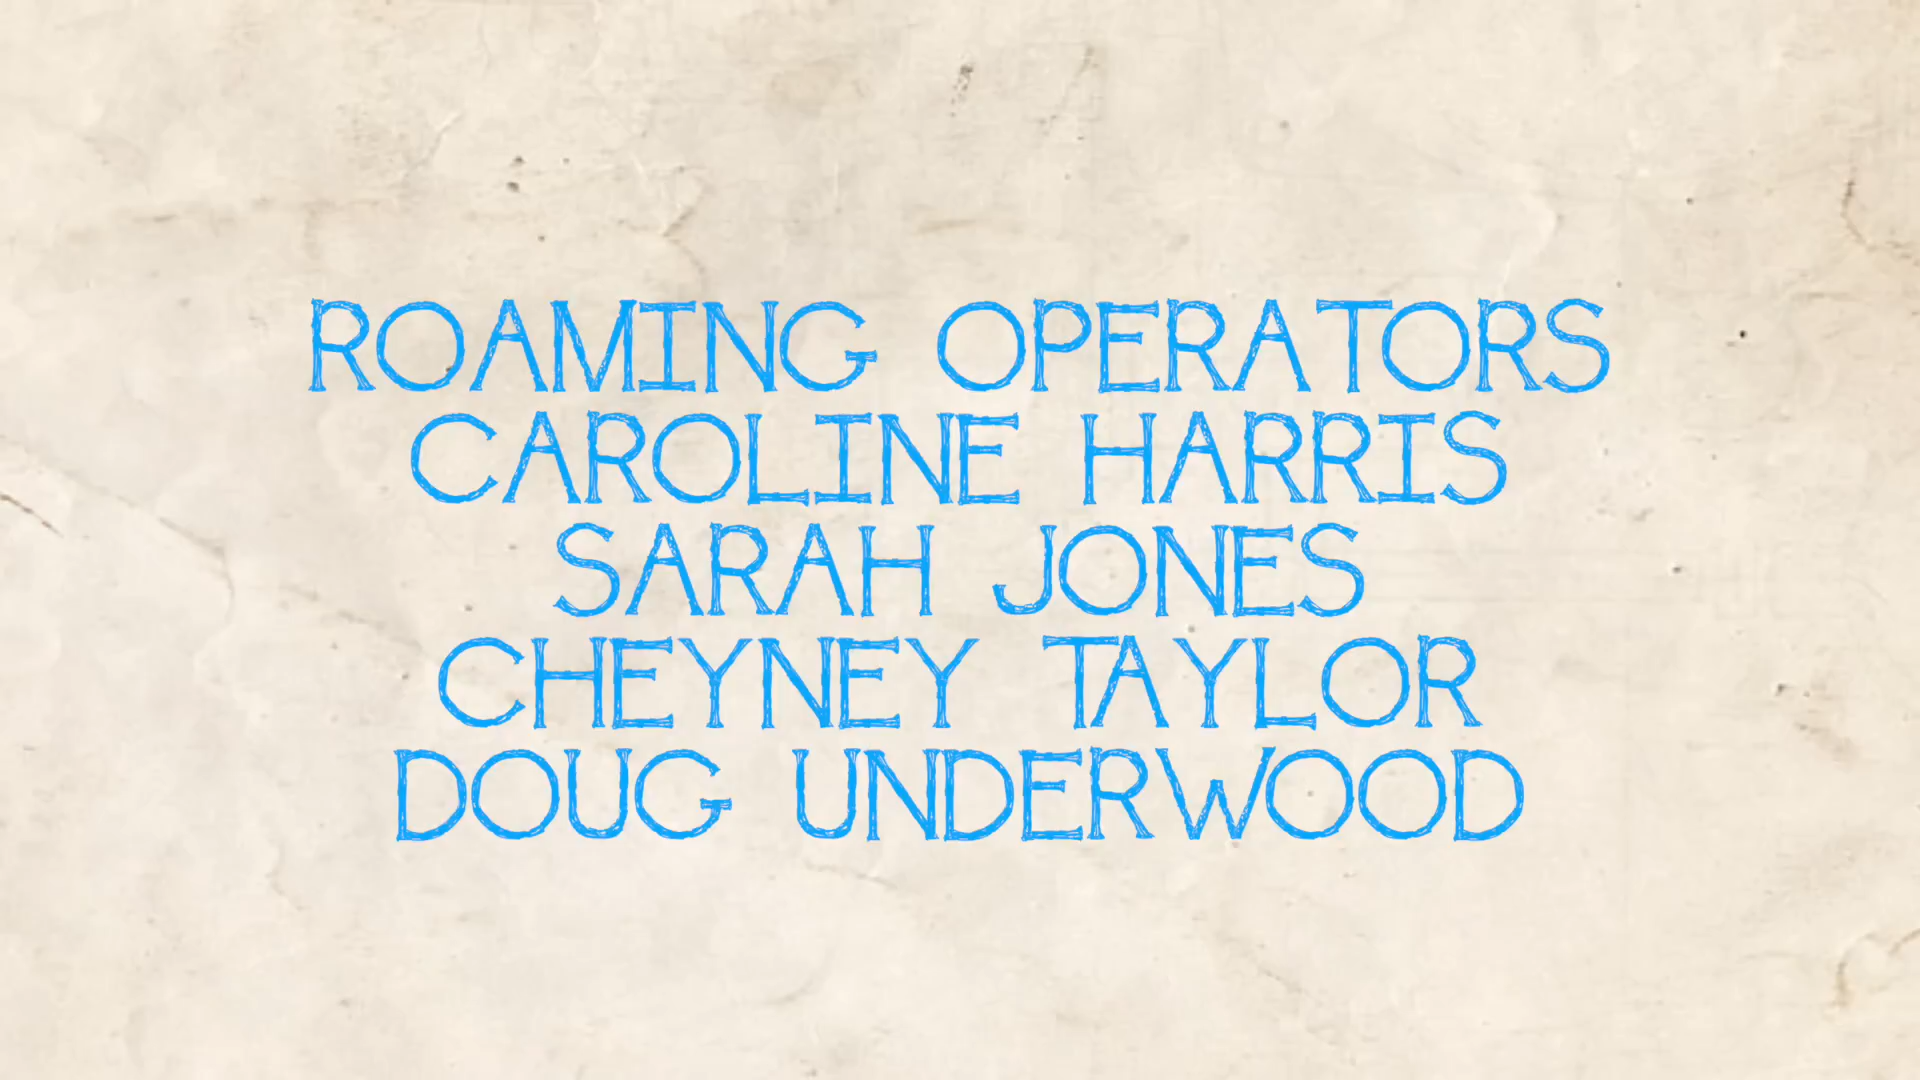 ROAMING OPERATORS
CAROLINE HARRIS
SARAH JONES
CHEYNEY TAYLOR
DOUG UNDERWOOD